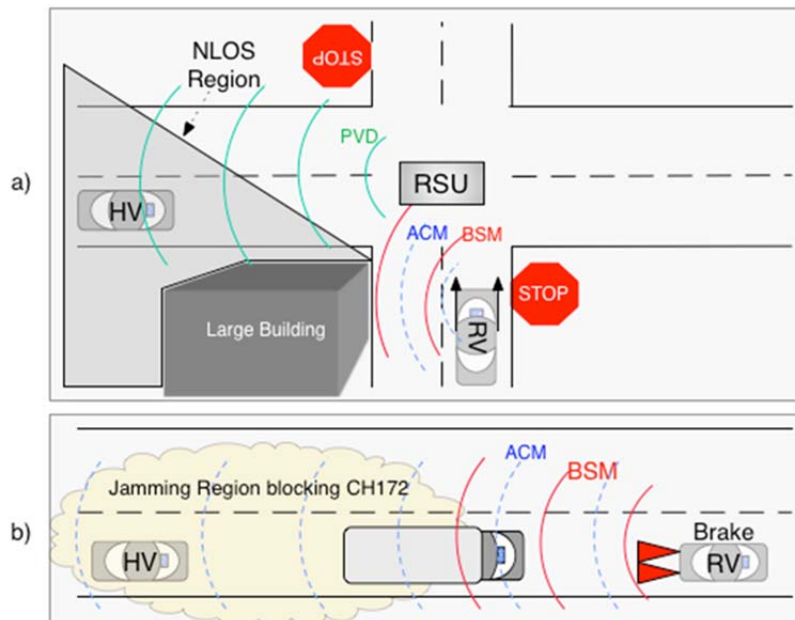 a)
NLOS
Region
STOP
PVD
RSU
HV
ACM
BSM
STOP
RV
Large Building
b)
ACM
BSM
Jamming Region blocking CH172
Brake
HV
RV